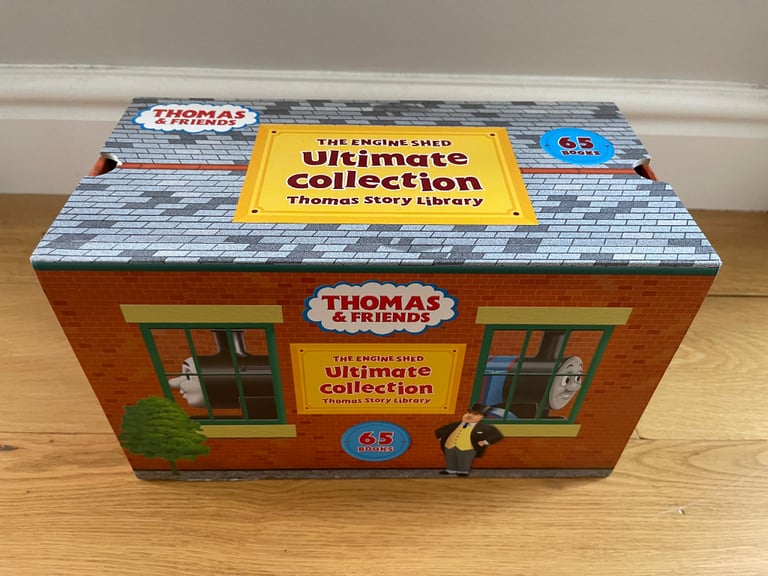 THOMAS
& FRIENDS
THE ENGINE SHED
Ultimate
collection
Thomas Story Library
65
BOOKS
THOMAS
& FRIENDS
THE ENGINE SHED
Ultimate
collection
Thomas Story Library
65
BOOKS